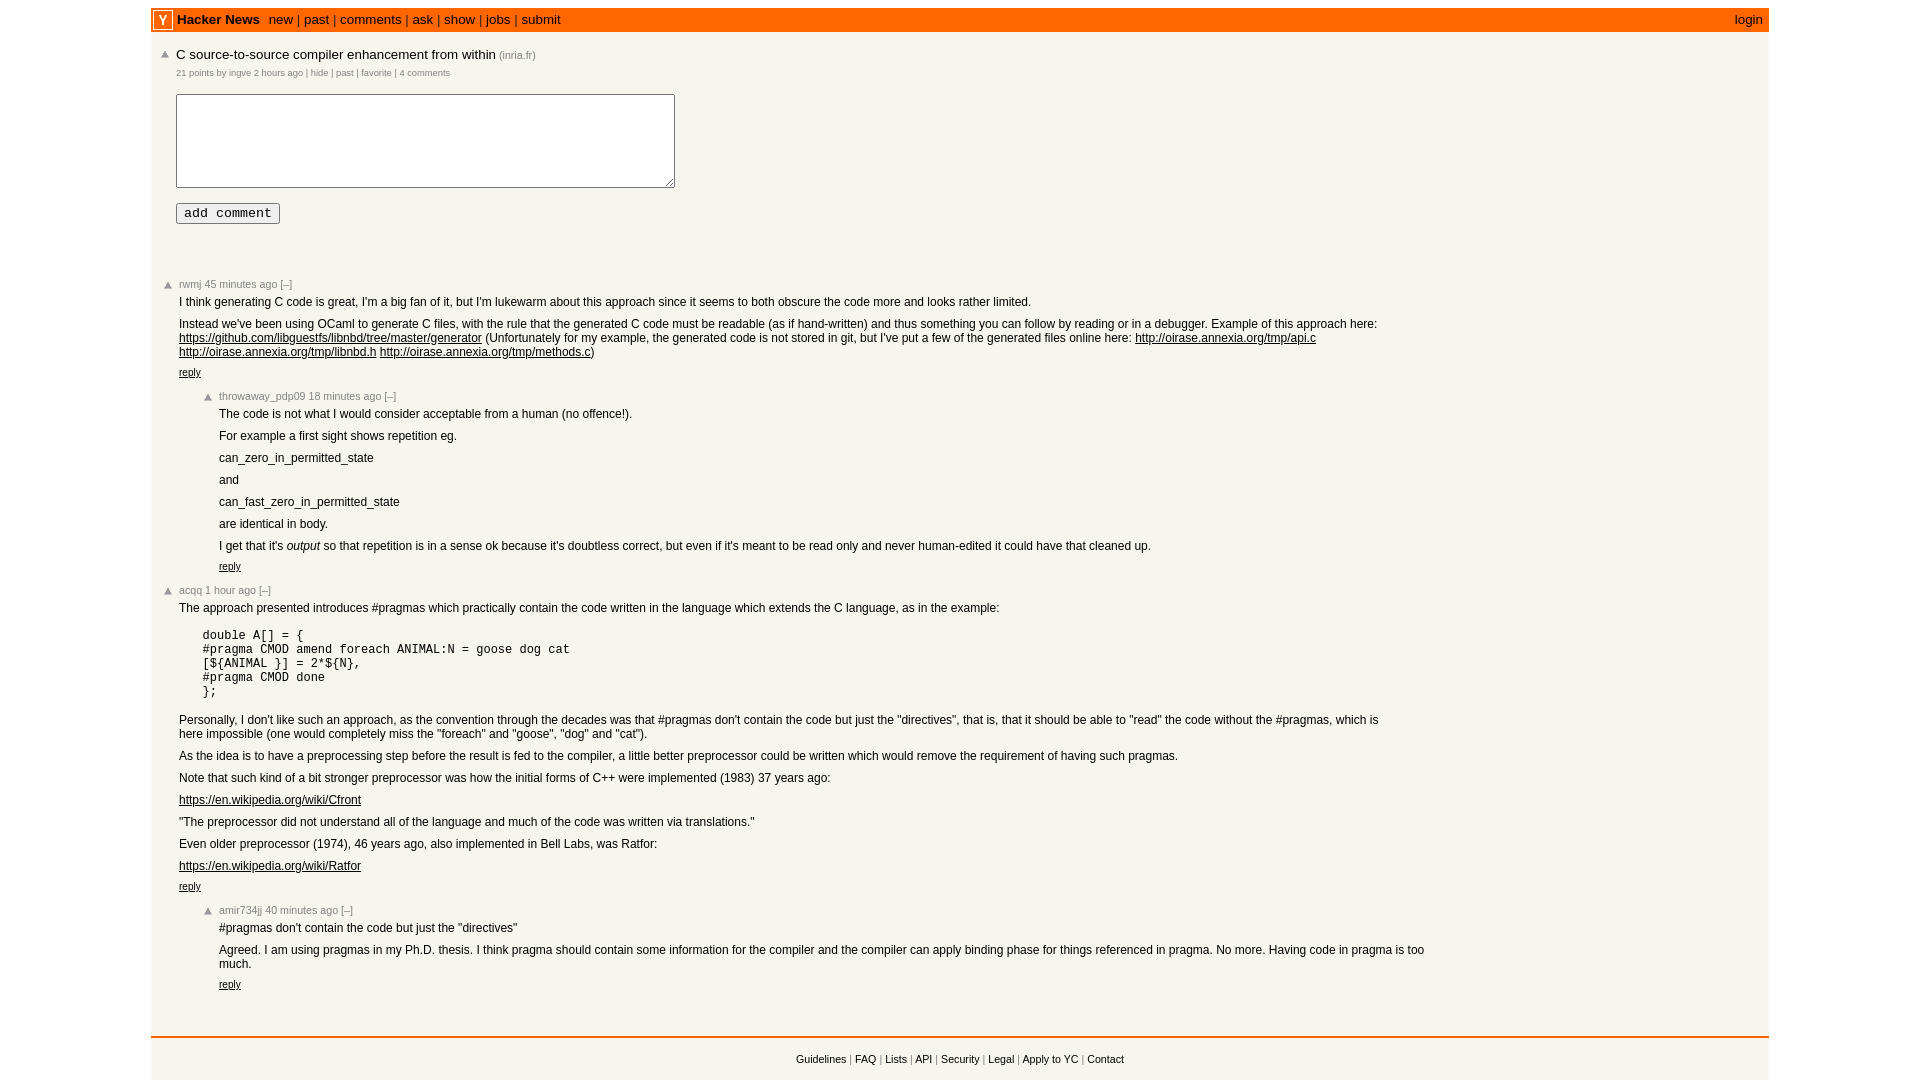 Y Hacker News new | past | comments | ask | show | jobs | submit login
C source-to-source compiler enhancement from within (inria.fr)
21 points by ingve 2 hours ago | hide | past | favorite | 4 comments
add comment
rwmj 45 minutes ago [–]
I think generating C code is great, I'm a big fan of it, but I'm lukewarm about this approach since it seems to both obscure the code more and looks rather limited.
Instead we've been using OCaml to generate C files, with the rule that the generated C code must be readable (as if hand-written) and thus something you can follow by reading or in a debugger. Example of this approach here:
https://github.com/libguestfs/libnbd/tree/master/generator (Unfortunately for my example, the generated code is not stored in git, but I've put a few of the generated files online here: http://oirase.annexia.org/tmp/api.c
http://oirase.annexia.org/tmp/libnbd.h http://oirase.annexia.org/tmp/methods.c)
reply
throwaway_pdp09 18 minutes ago [–]
The code is not what I would consider acceptable from a human (no offence!).
For example a first sight shows repetition eg.
can_zero_in_permitted_state
and
can_fast_zero_in_permitted_state
are identical in body.
I get that it's output so that repetition is in a sense ok because it's doubtless correct, but even if it's meant to be read only and never human-edited it could have that cleaned up.
reply
acqq 1 hour ago [–]
The approach presented introduces #pragmas which practically contain the code written in the language which extends the C language, as in the example:
double A[] = {
#pragma CMOD amend foreach ANIMAL:N = goose dog cat
[${ANIMAL }] = 2*${N},
#pragma CMOD done
};
Personally, I don't like such an approach, as the convention through the decades was that #pragmas don't contain the code but just the "directives", that is, that it should be able to "read" the code without the #pragmas, which is
here impossible (one would completely miss the "foreach" and "goose", "dog" and "cat").
As the idea is to have a preprocessing step before the result is fed to the compiler, a little better preprocessor could be written which would remove the requirement of having such pragmas.
Note that such kind of a bit stronger preprocessor was how the initial forms of C++ were implemented (1983) 37 years ago:
https://en.wikipedia.org/wiki/Cfront
"The preprocessor did not understand all of the language and much of the code was written via translations."
Even older preprocessor (1974), 46 years ago, also implemented in Bell Labs, was Ratfor:
https://en.wikipedia.org/wiki/Ratfor
reply
amir734jj 40 minutes ago [–]
#pragmas don't contain the code but just the "directives"
Agreed. I am using pragmas in my Ph.D. thesis. I think pragma should contain some information for the compiler and the compiler can apply binding phase for things referenced in pragma. No more. Having code in pragma is too
much.
reply
Guidelines | FAQ | Lists | API | Security | Legal | Apply to YC | Contact